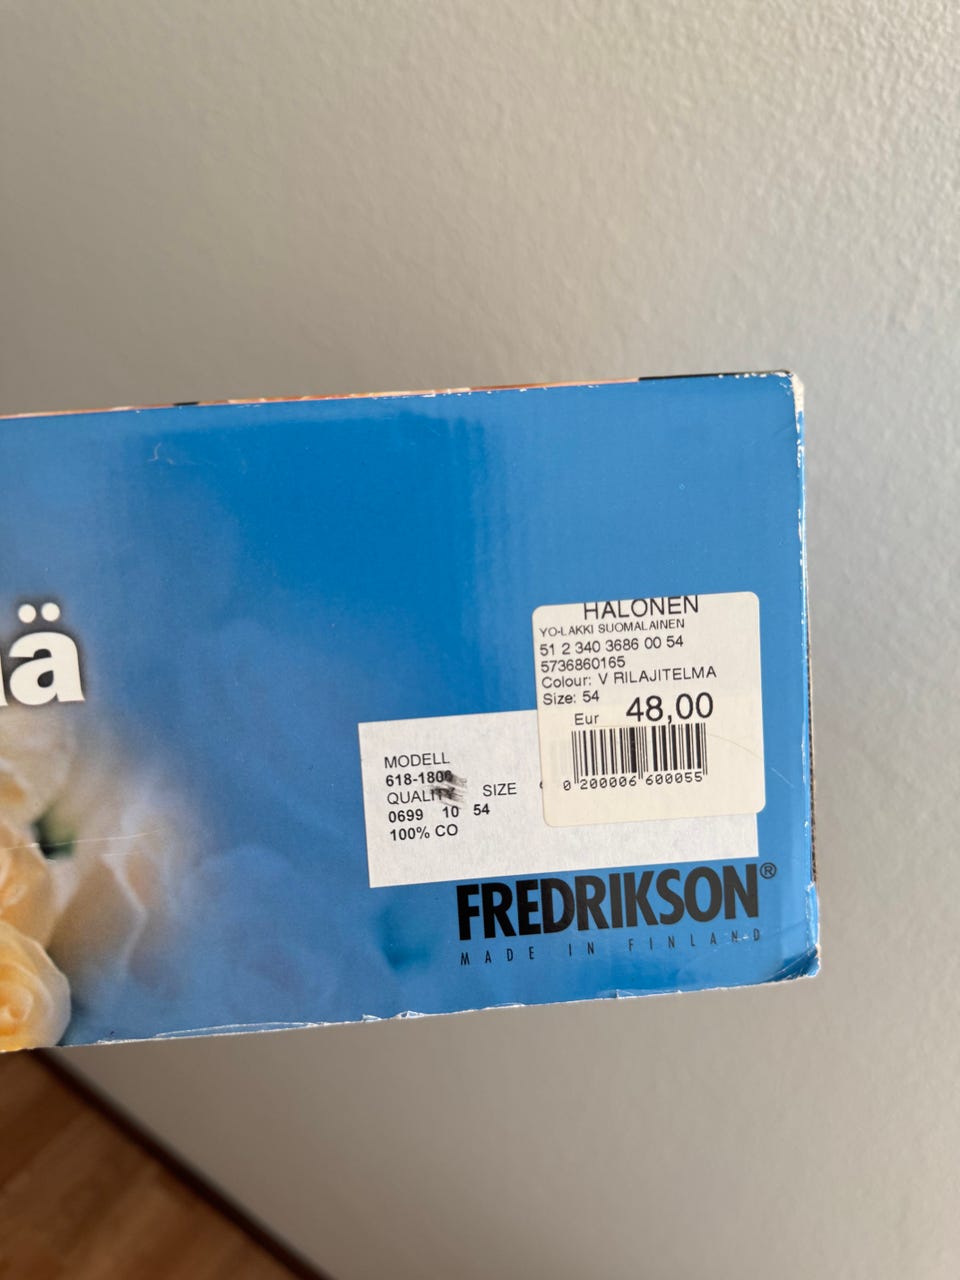 HALONEN
YO-LAKKI SUOMALAINEN
51 2 340 3686 00 54
5736860165
Colour: V RILAJITELMA
Size: 54
Eur 48,00
0 200006 600055
MODELL
618-1800
QUALITY SIZE
0699 10 54
100% CO
FREDRIKSON®
MADE IN FINLAND